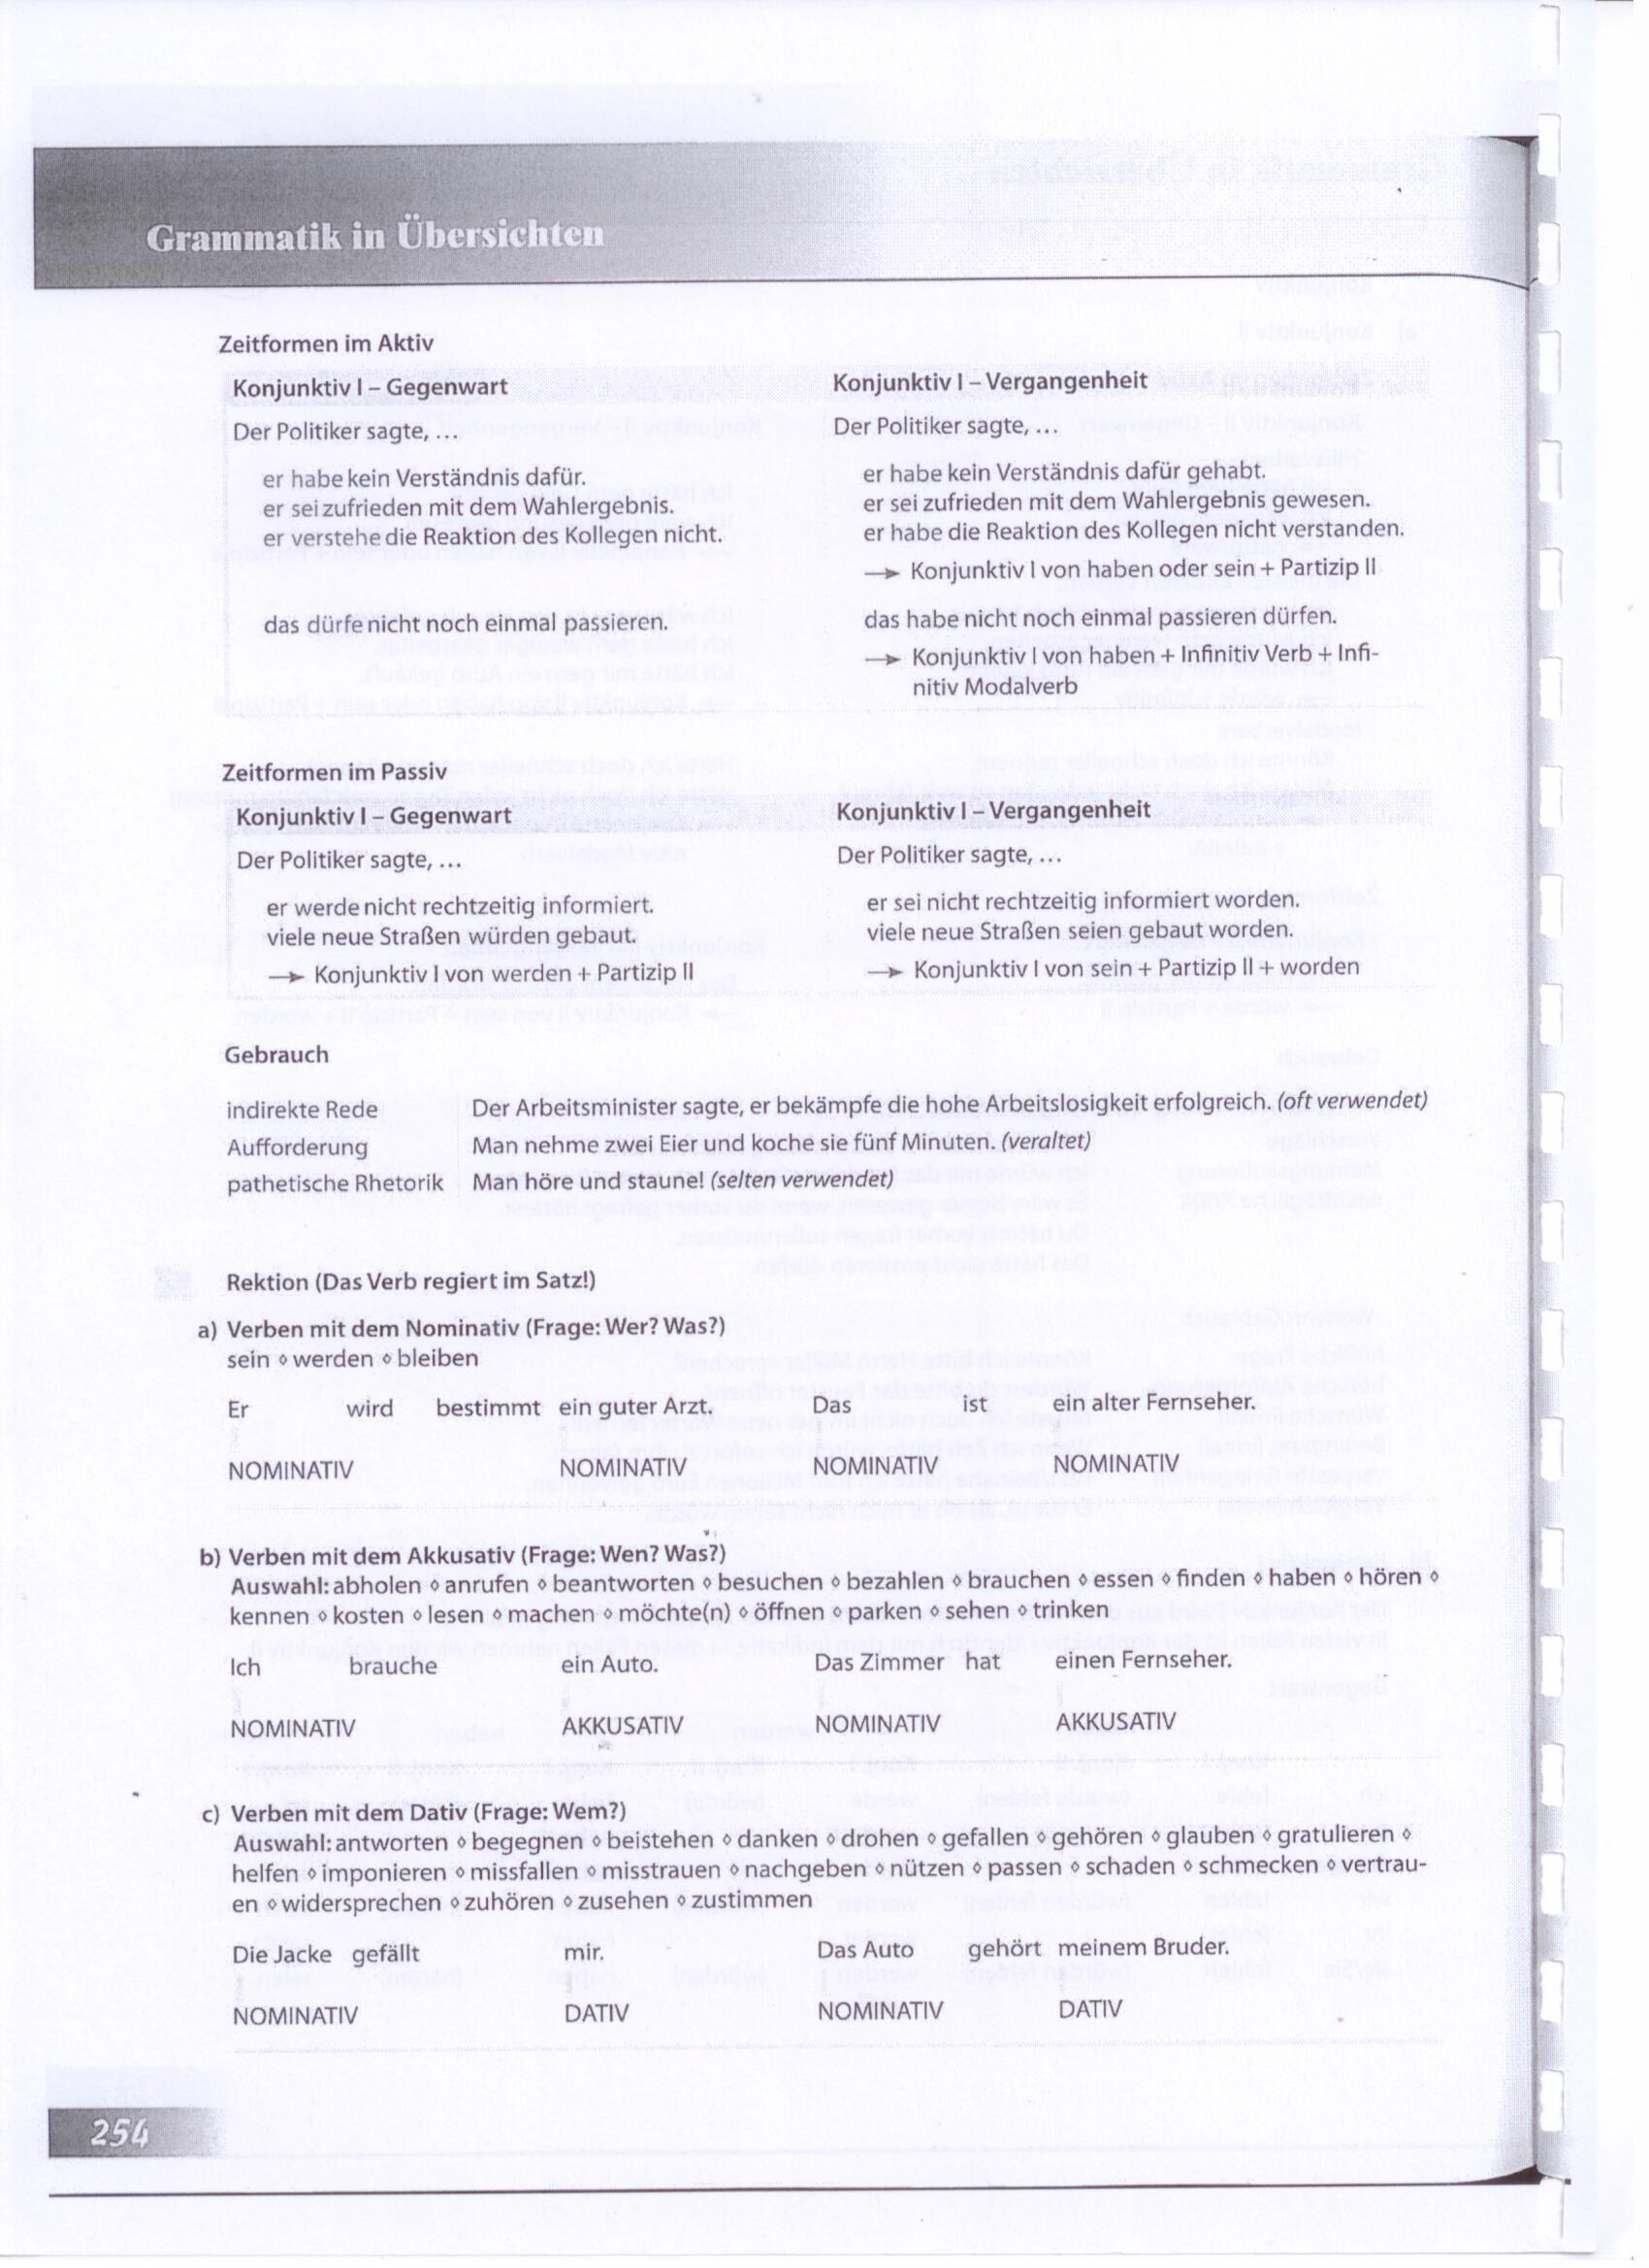 Grammatik in Übersichten
Zeitformen im Aktiv
Konjunktiv I – Gegenwart
Der Politiker sagte, …
er habe kein Verständnis dafür.
er sei zufrieden mit dem Wahlergebnis.
er verstehe die Reaktion des Kollegen nicht.
das dürfe nicht noch einmal passieren.
Konjunktiv I – Vergangenheit
Der Politiker sagte, …
er habe kein Verständnis dafür gehabt.
er sei zufrieden mit dem Wahlergebnis gewesen.
er habe die Reaktion des Kollegen nicht verstanden.
→ Konjunktiv I von haben oder sein + Partizip II
das habe nicht noch einmal passieren dürfen.
→ Konjunktiv I von haben + Infinitiv Verb + Infi-
nitiv Modalverb
Zeitformen im Passiv
Konjunktiv I – Gegenwart
Der Politiker sagte, …
er werde nicht rechtzeitig informiert.
viele neue Straßen würden gebaut.
→ Konjunktiv I von werden + Partizip II
Konjunktiv I – Vergangenheit
Der Politiker sagte, …
er sei nicht rechtzeitig informiert worden.
viele neue Straßen seien gebaut worden.
→ Konjunktiv I von sein + Partizip II + worden
Gebrauch
indirekte Rede Der Arbeitsminister sagte, er bekämpfe die hohe Arbeitslosigkeit erfolgreich. (oft verwendet)
Aufforderung Man nehme zwei Eier und koche sie fünf Minuten. (veraltet)
pathetische Rhetorik Man höre und staune! (selten verwendet)
Rektion (Das Verb regiert im Satz!)
a) Verben mit dem Nominativ (Frage: Wer? Was?)
sein ⋄ werden ⋄ bleiben
Er wird bestimmt ein guter Arzt. Das ist ein alter Fernseher.
NOMINATIV NOMINATIV NOMINATIV NOMINATIV
b) Verben mit dem Akkusativ (Frage: Wen? Was?)
Auswahl: abholen ⋄ anrufen ⋄ beantworten ⋄ besuchen ⋄ bezahlen ⋄ brauchen ⋄ essen ⋄ finden ⋄ haben ⋄ hören ⋄
kennen ⋄ kosten ⋄ lesen ⋄ machen ⋄ möchte(n) ⋄ öffnen ⋄ parken ⋄ sehen ⋄ trinken
Ich brauche ein Auto. Das Zimmer hat einen Fernseher.
NOMINATIV AKKUSATIV NOMINATIV AKKUSATIV
c) Verben mit dem Dativ (Frage: Wem?)
Auswahl: antworten ⋄ begegnen ⋄ beistehen ⋄ danken ⋄ drohen ⋄ gefallen ⋄ gehören ⋄ glauben ⋄ gratulieren ⋄
helfen ⋄ imponieren ⋄ missfallen ⋄ misstrauen ⋄ nachgeben ⋄ nützen ⋄ passen ⋄ schaden ⋄ schmecken ⋄ vertrau-
en ⋄ widersprechen ⋄ zuhören ⋄ zusehen ⋄ zustimmen
Die Jacke gefällt mir. Das Auto gehört meinem Bruder.
NOMINATIV DATIV NOMINATIV DATIV
254